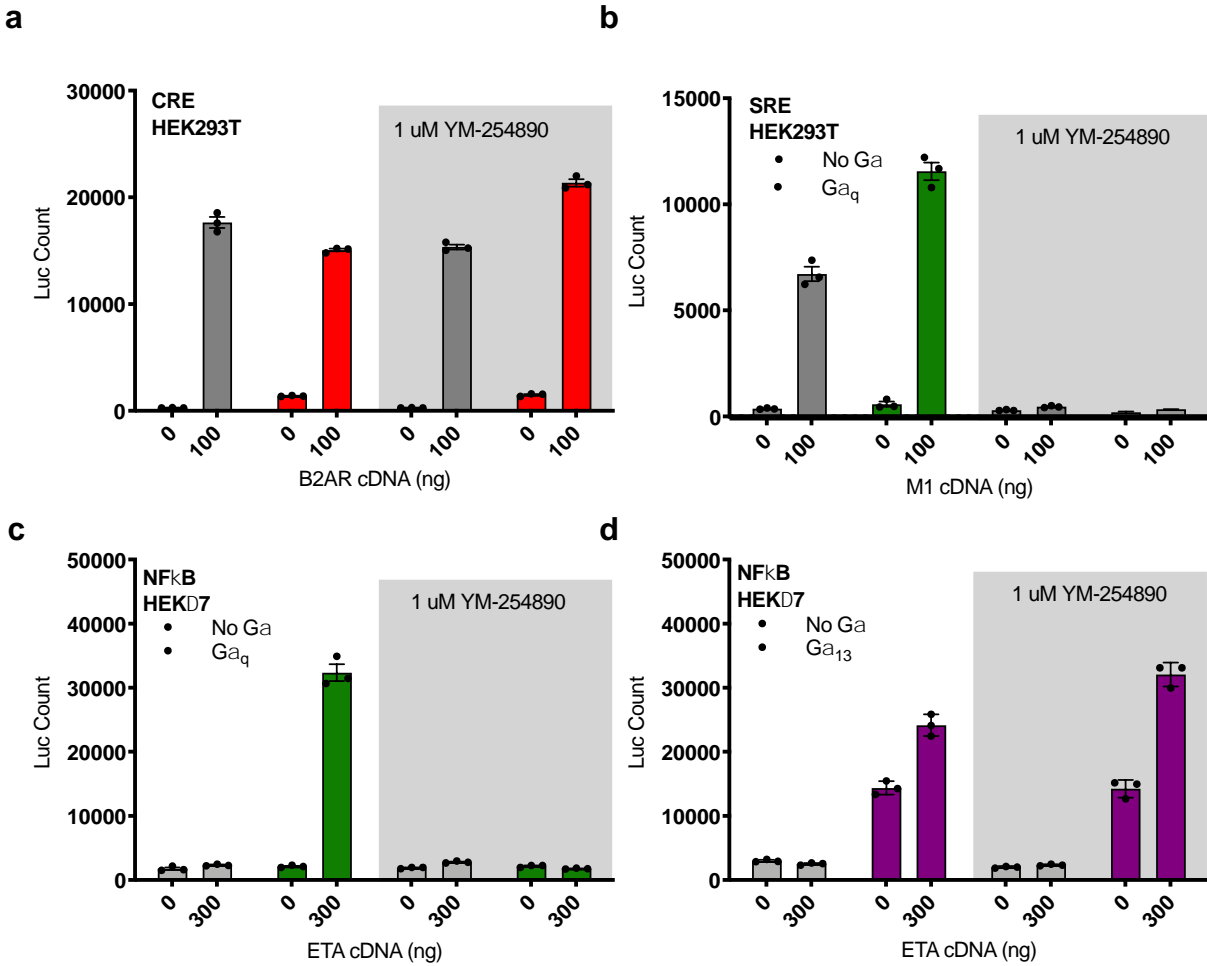 a
30000
20000
10000
0
Luc Count
CRE
HEK293T
1 uM YM-254890
0 100 0 100 0 100 0 100
B2AR cDNA (ng)
b
15000
10000
5000
0
Luc Count
SRE
HEK293T
No Ga
Gaq
1 uM YM-254890
0 100 0 100 0 100 0 100
M1 cDNA (ng)
c
50000
40000
30000
20000
10000
0
Luc Count
NFkB
HEKD7
No Ga
Gaq
1 uM YM-254890
0 300 0 300 0 300 0 300
ETA cDNA (ng)
d
50000
40000
30000
20000
10000
0
Luc Count
NFkB
HEKD7
No Ga
Ga13
1 uM YM-254890
0 300 0 300 0 300 0 300
ETA cDNA (ng)